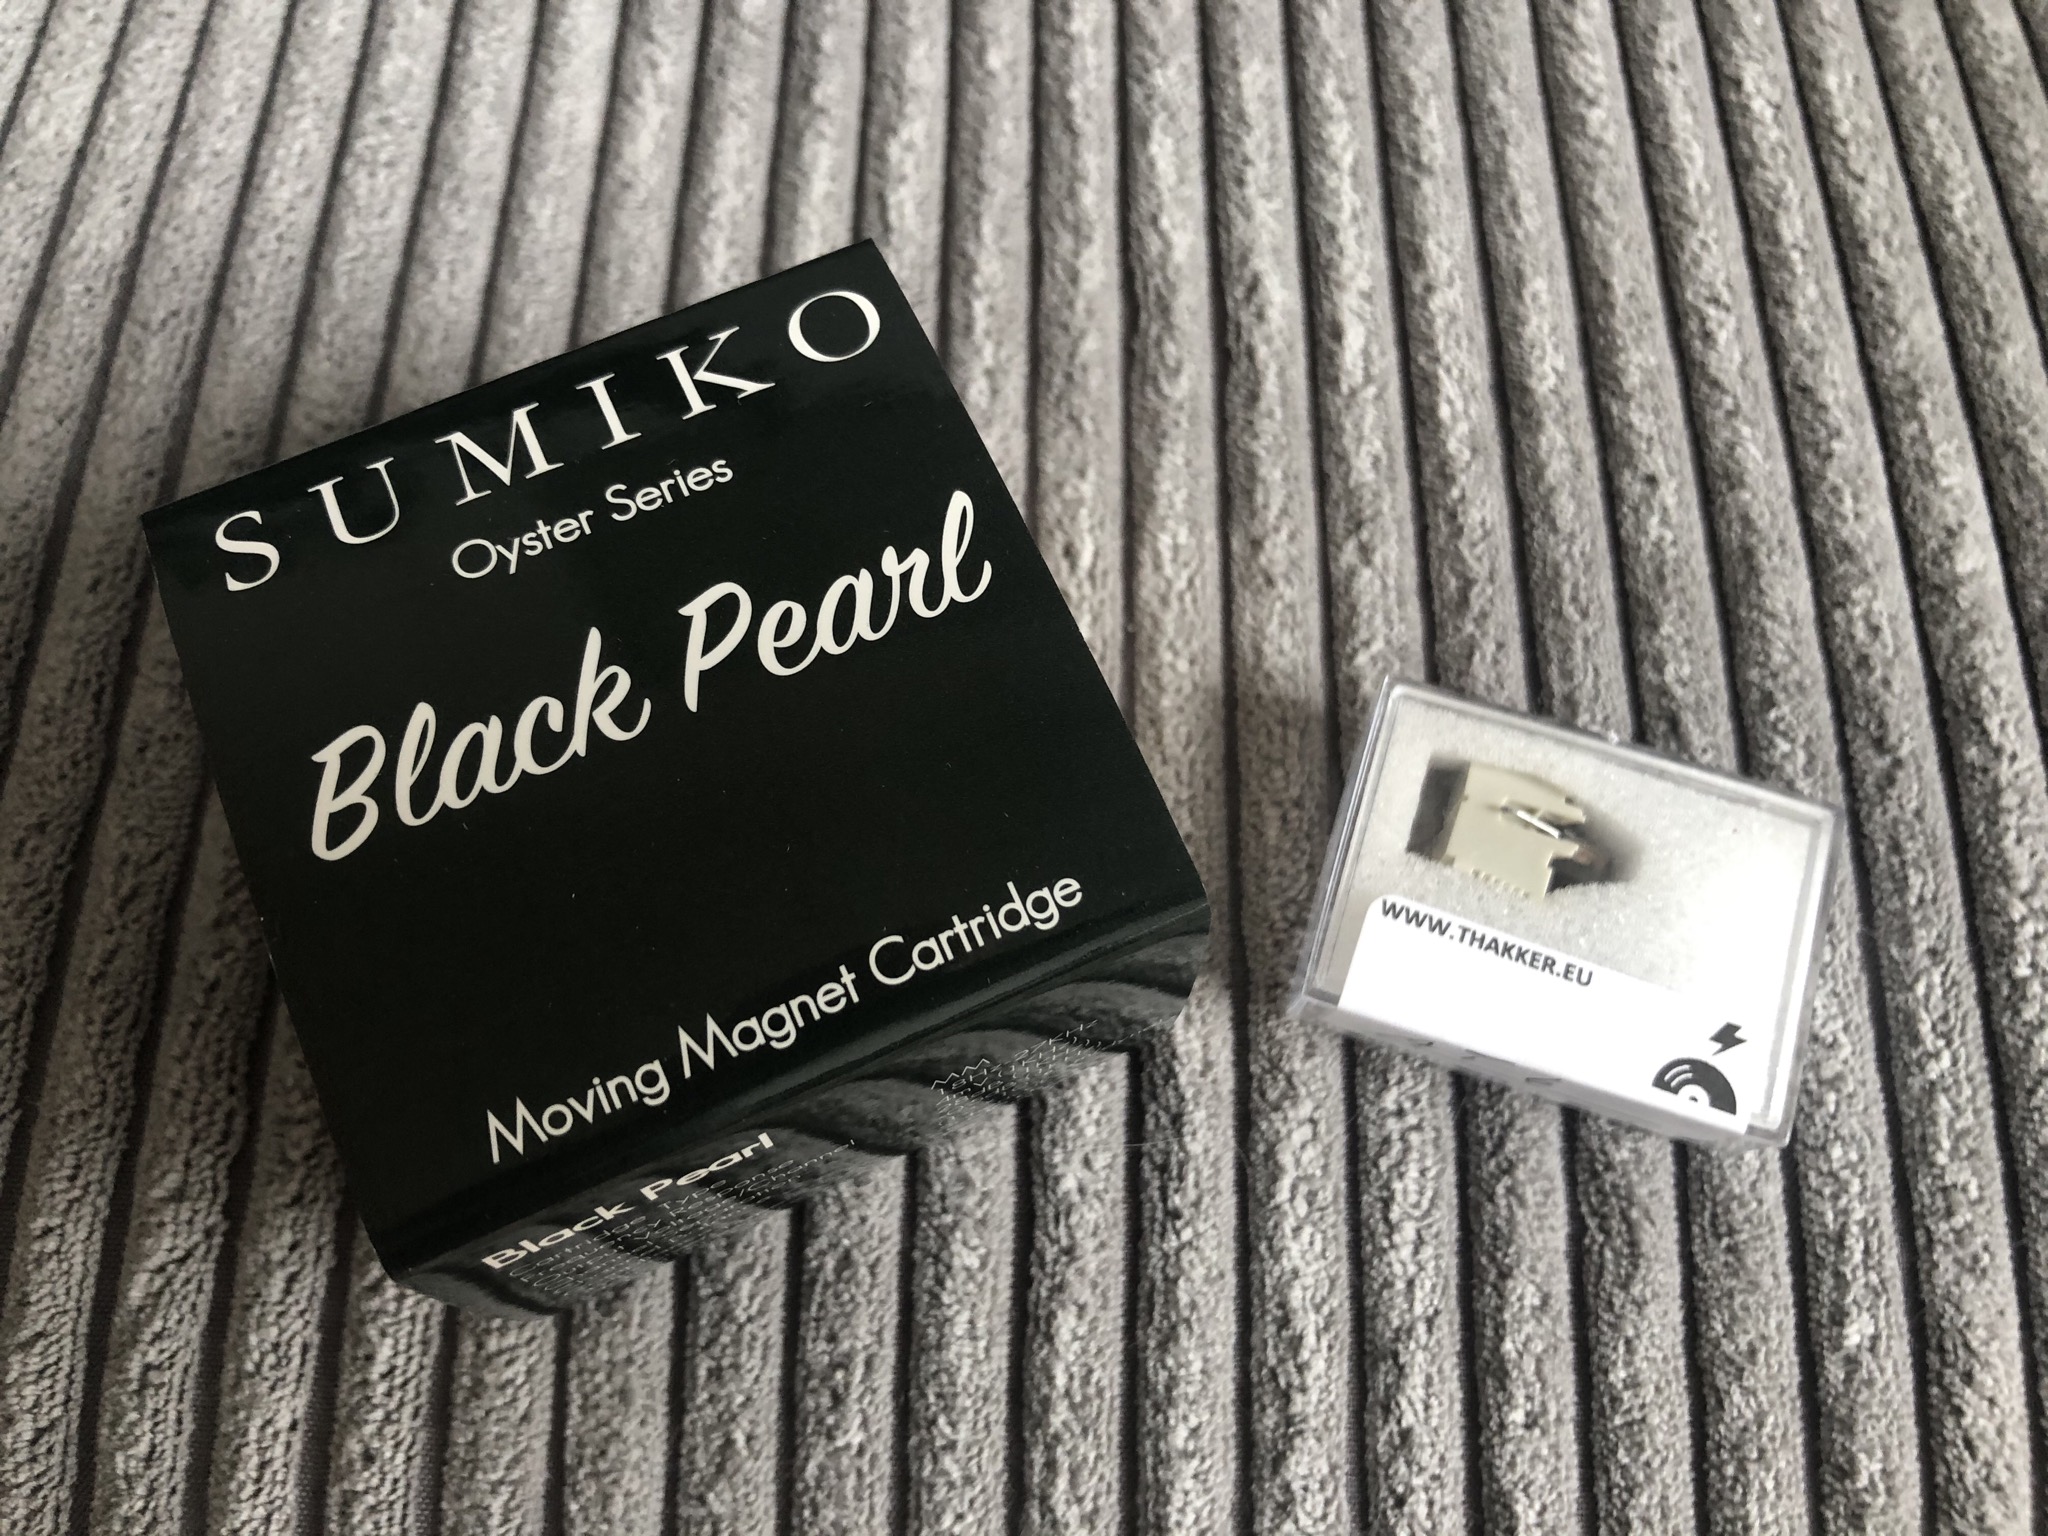 SUMIKO
Oyster Series
Black Pearl
Moving Magnet Cartridge
Black Pearl
WWW.THAKKER.EU